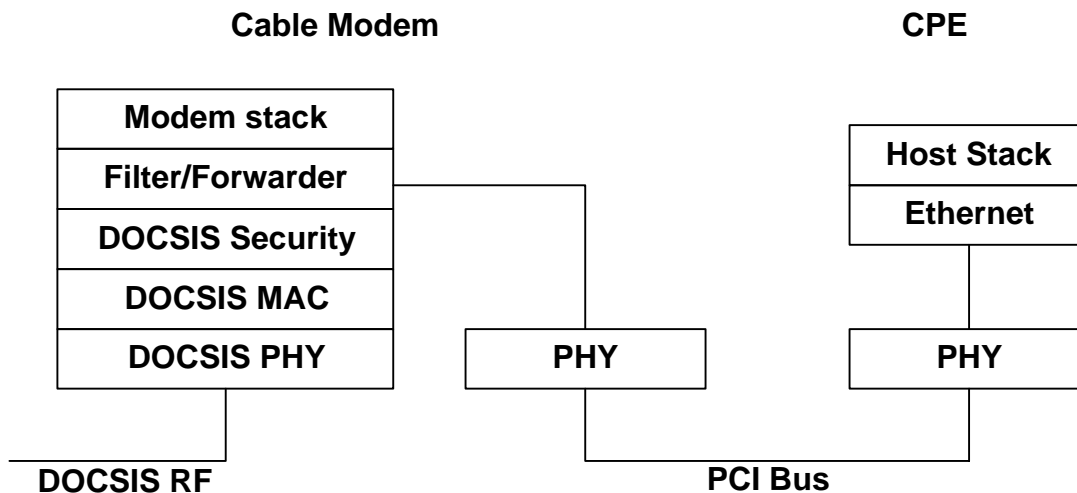 Cable Modem
CPE
Modem stack
Filter/Forwarder
DOCSIS Security
DOCSIS MAC
DOCSIS PHY
PHY
Host Stack
Ethernet
PHY
DOCSIS RF
PCI Bus